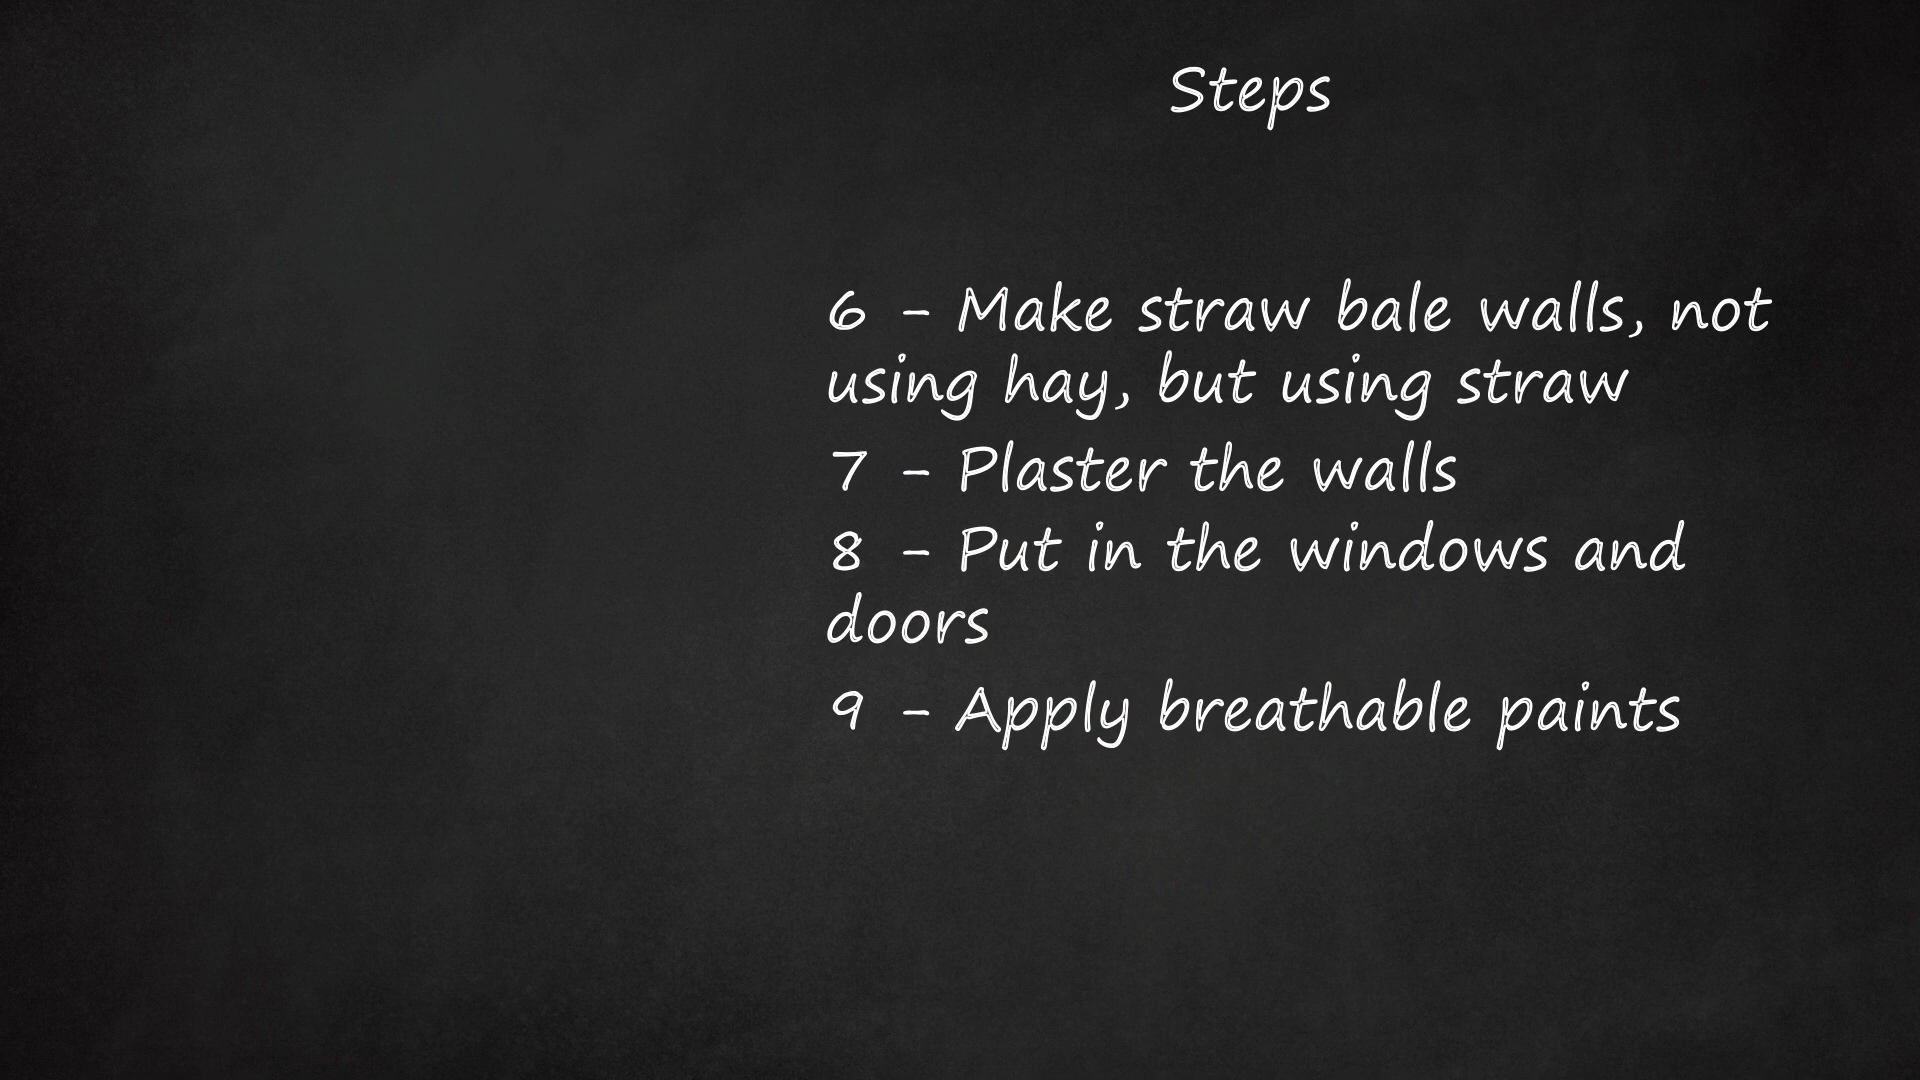 Steps
6 - Make straw bale walls, not
using hay, but using straw
7 - Plaster the walls
8 - Put in the windows and
doors
9 - Apply breathable paints